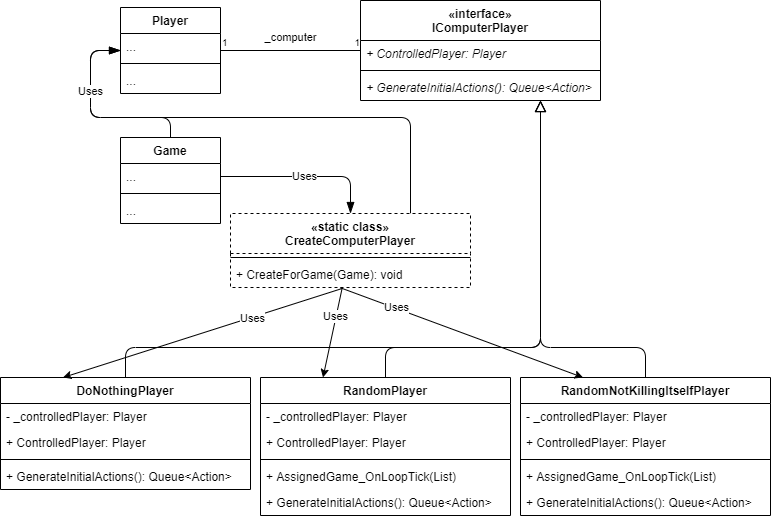 Player
...
...
1
_computer
1
«interface»
IComputerPlayer
+ ControlledPlayer: Player
+ GenerateInitialActions(): Queue<Action>
Uses
Game
...
...
Uses
«static class»
CreateComputerPlayer
+ CreateForGame(Game): void
Uses
Uses
Uses
DoNothingPlayer
- _controlledPlayer: Player
+ ControlledPlayer: Player
+ GenerateInitialActions(): Queue<Action>
RandomPlayer
- _controlledPlayer: Player
+ ControlledPlayer: Player
+ AssignedGame_OnLoopTick(List)
+ GenerateInitialActions(): Queue<Action>
RandomNotKillingItselfPlayer
- _controlledPlayer: Player
+ ControlledPlayer: Player
+ AssignedGame_OnLoopTick(List)
+ GenerateInitialActions(): Queue<Action>